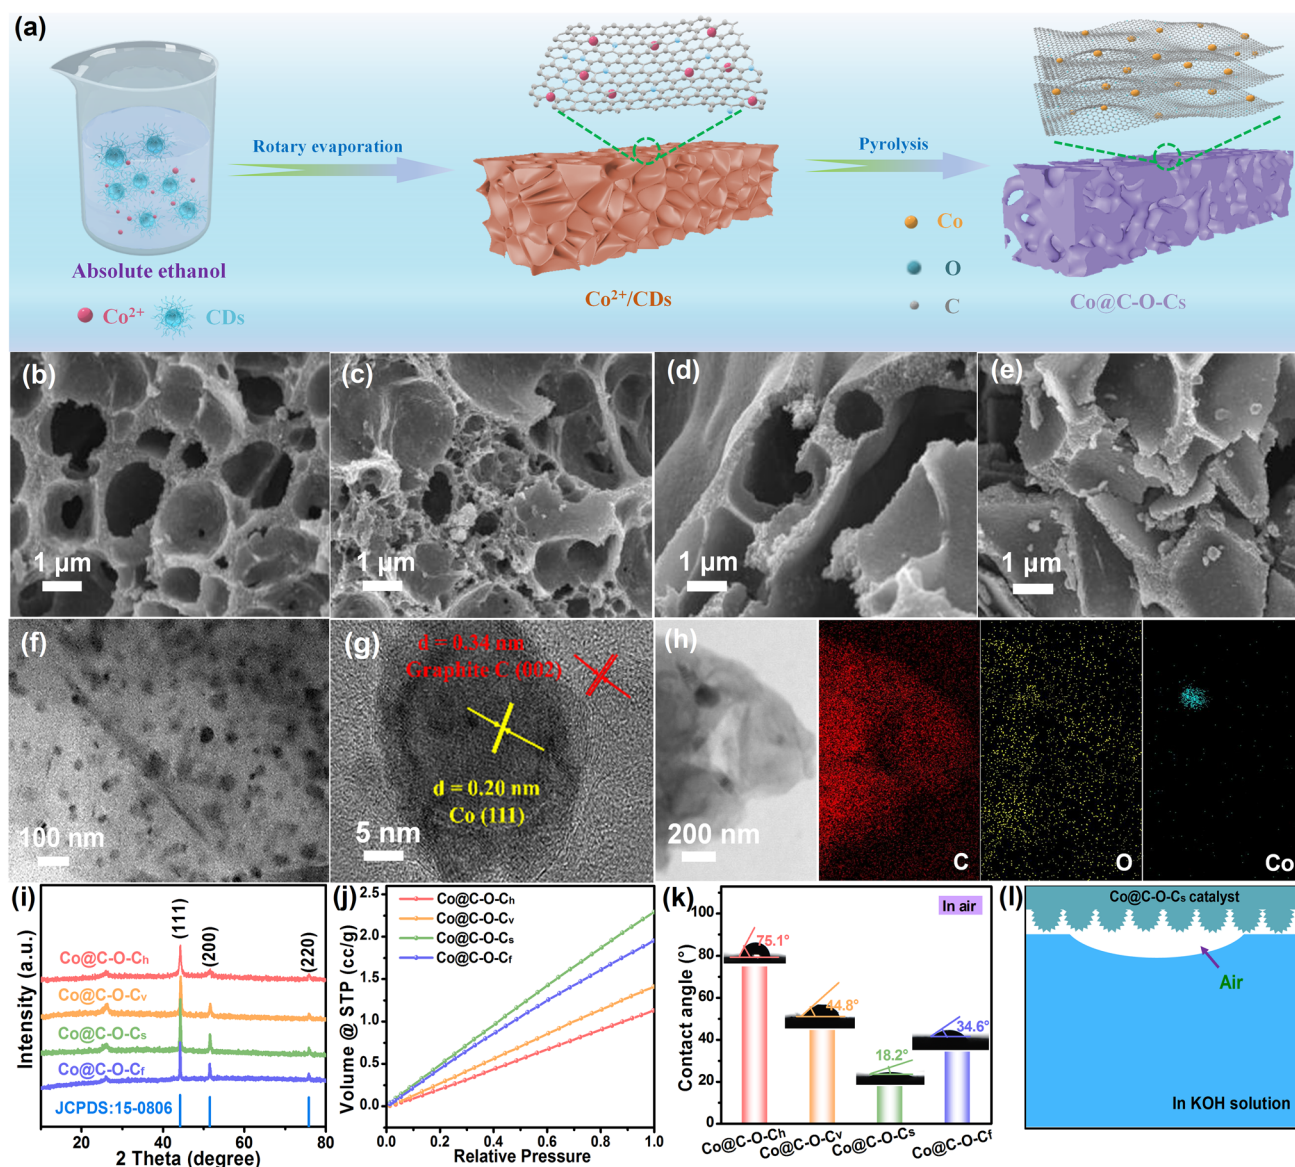 (a)
Rotary evaporation
Pyrolysis
Absolute ethanol
Co²⁺ CDs
Co²⁺/CDs
Co
O
C
Co@C-O-Cs
(b) (c) (d) (e)
1 μm 1 μm 1 μm 1 μm
(f) (g) (h)
d = 0.34 nm
Graphite C (002)
d = 0.20 nm
Co (111)
100 nm 5 nm 200 nm C O Co
(i)
Intensity (a.u.)
(111)
(200)
(220)
Co@C-O-Ch
Co@C-O-Cv
Co@C-O-Cs
Co@C-O-Cf
JCPDS:15-0806
20 40 60 80
2 Theta (degree)
(j)
Volume @ STP (cc/g)
2.5
2.0
1.5
1.0
0.5
0.0
Co@C-O-Ch
Co@C-O-Cv
Co@C-O-Cs
Co@C-O-Cf
0.0 0.2 0.4 0.6 0.8 1.0
Relative Pressure
(k)
In air
Contact angle (°)
100
80
60
40
20
0
75.1°
44.8°
18.2°
34.6°
Co@C-O-Ch Co@C-O-Cv Co@C-O-Cs Co@C-O-Cf
(l)
Co@C-O-Cs catalyst
Air
In KOH solution